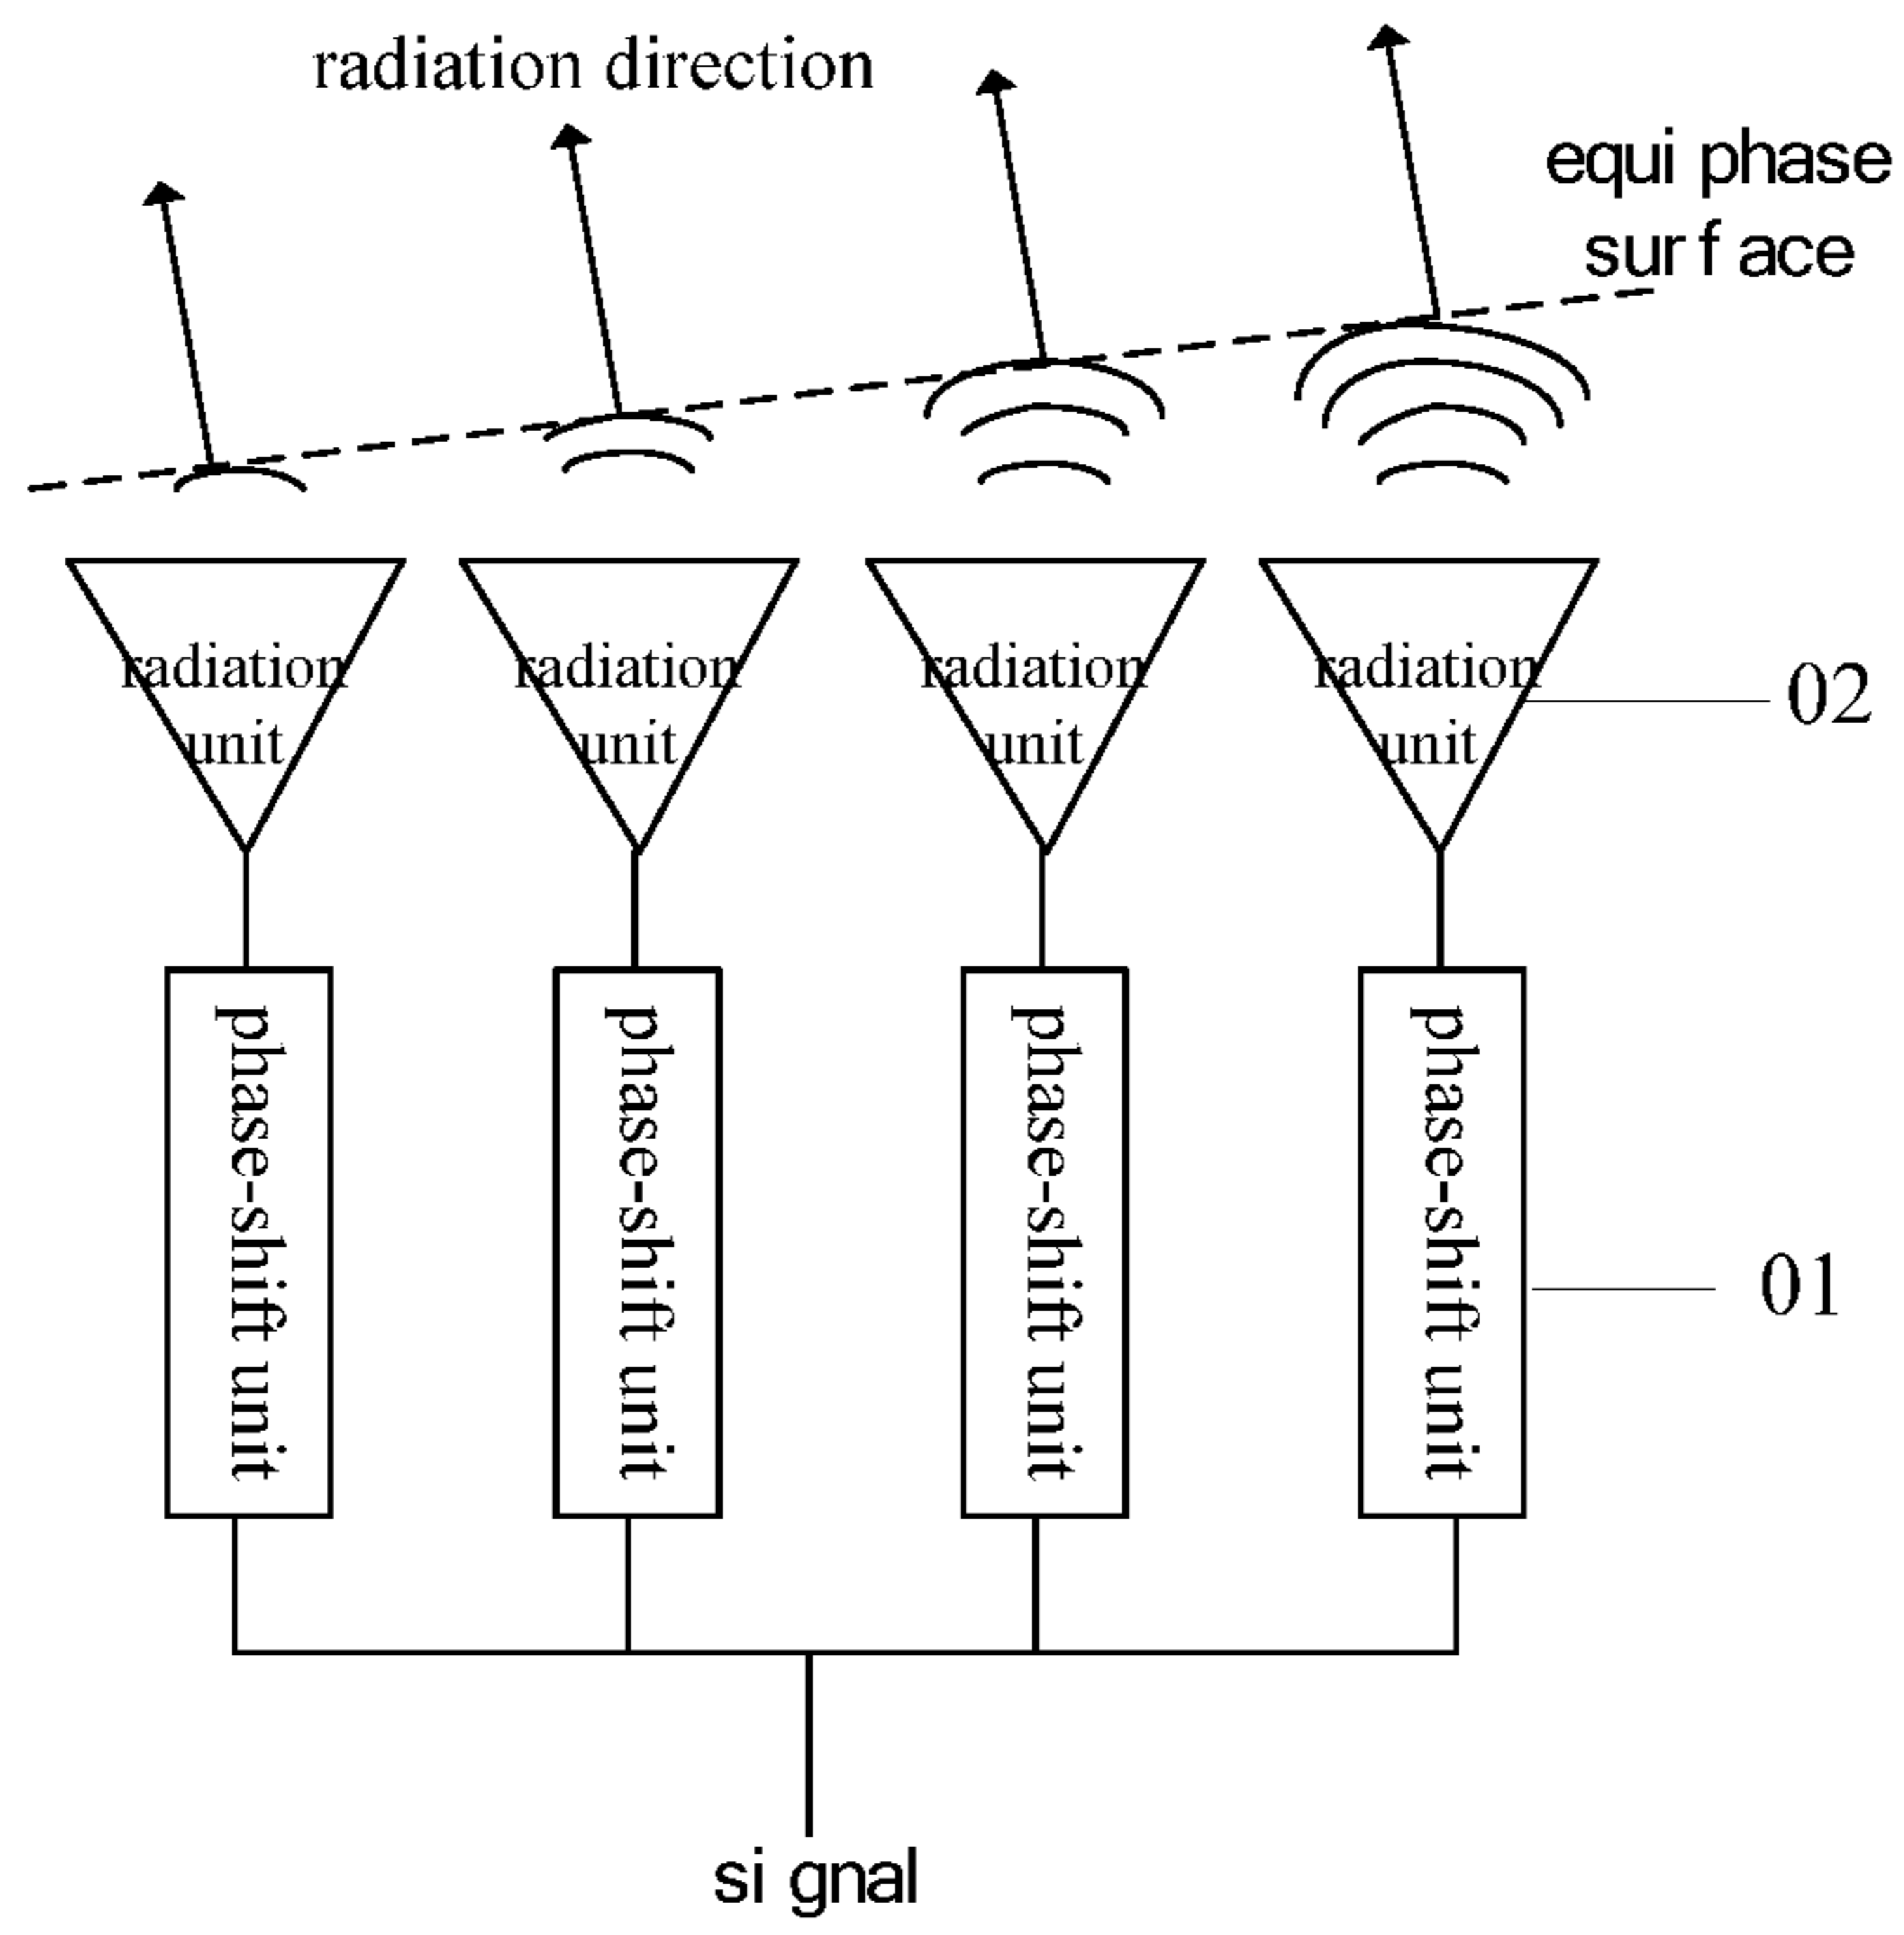 radiation direction
equi phase
surf ace
radiation
unit
radiation
unit
radiation
unit
radiation
unit
02
phase-shift unit
phase-shift unit
phase-shift unit
phase-shift unit
01
si gnal